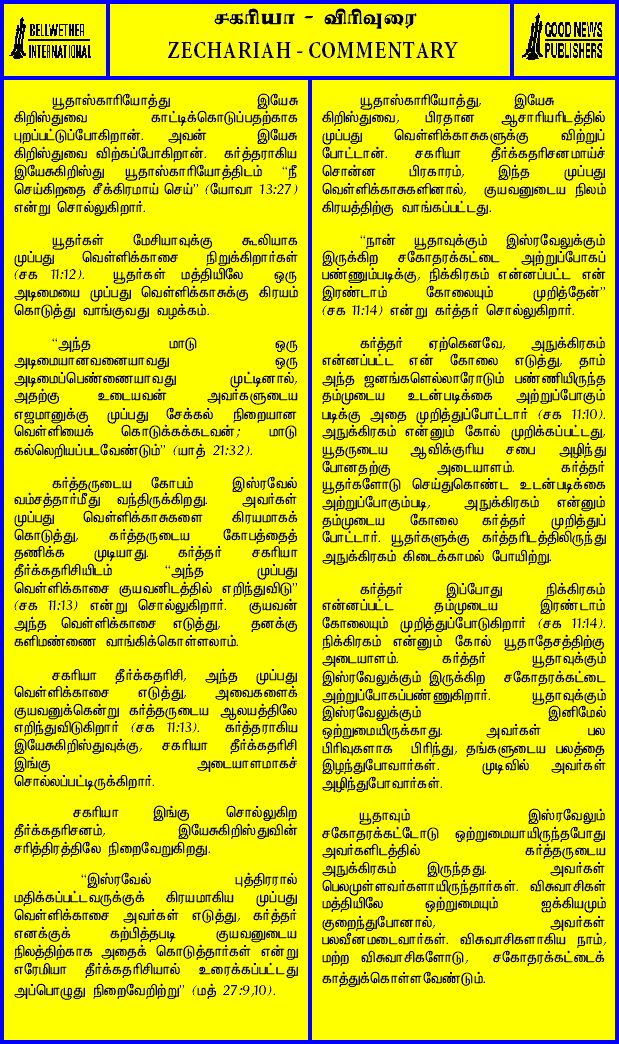 BELLWETHER
INTERNATIONAL
சகரியா - விரிவுரை
ZECHARIAH - COMMENTARY
GOOD NEWS
PUBLISHERS
யூதாஸ்காரியோத்து இயேசு
கிறிஸ்துவை காட்டிக்கொடுப்பதற்காக
புறப்பட்டுப்போகிறான். அவன் இயேசு
கிறிஸ்துவை விற்கப்போகிறான். கர்த்தராகிய
இயேசுகிறிஸ்து யூதாஸ்காரியோத்திடம் “நீ
செய்கிறதை சீக்கிரமாய் செய்” (யோவா 13:27)
என்று சொல்லுகிறார்.
யூதர்கள் மேசியாவுக்கு கூலியாக
முப்பது வெள்ளிக்காசை நிறுக்கிறார்கள்
(சக 11:12). யூதர்கள் மத்தியிலே ஒரு
அடிமையை முப்பது வெள்ளிக்காசுக்கு கிரயம்
கொடுத்து வாங்குவது வழக்கம்.
“அந்த மாடு ஒரு
அடிமையானவனையாவது ஒரு
அடிமைப்பெண்ணையாவது முட்டினால்,
அதற்கு உடையவன் அவர்களுடைய
எஜமானுக்கு முப்பது சேக்கல் நிறையான
வெள்ளியைக் கொடுக்கக்கடவன்; மாடு
கல்லெறியப்படவேண்டும்” (யாத் 21:32).
கர்த்தருடைய கோபம் இஸ்ரவேல்
வம்சத்தார்மீது வந்திருக்கிறது. அவர்கள்
முப்பது வெள்ளிக்காசுகளை கிரயமாகக்
கொடுத்து, கர்த்தருடைய கோபத்தைத்
தணிக்க முடியாது. கர்த்தர் சகரியா
தீர்க்கதரிசியிடம் “அந்த முப்பது
வெள்ளிக்காசை குயவனிடத்தில் எறிந்துவிடு”
(சக 11:13) என்று சொல்லுகிறார். குயவன்
அந்த வெள்ளிக்காசை எடுத்து, தனக்கு
களிமண்ணை வாங்கிக்கொள்ளலாம்.
சகரியா தீர்க்கதரிசி, அந்த முப்பது
வெள்ளிக்காசை எடுத்து, அவைகளைக்
குயவனுக்கென்று கர்த்தருடைய ஆலயத்திலே
எறிந்துவிடுகிறார் (சக 11:13). கர்த்தராகிய
இயேசுகிறிஸ்துவுக்கு, சகரியா தீர்க்கதரிசி
இங்கு அடையாளமாகச்
சொல்லப்பட்டிருக்கிறார்.
சகரியா இங்கு சொல்லுகிற
தீர்க்கதரிசனம், இயேசுகிறிஸ்துவின்
சரித்திரத்திலே நிறைவேறுகிறது.
“இஸ்ரவேல் புத்திரரால்
மதிக்கப்பட்டவருக்குக் கிரயமாகிய முப்பது
வெள்ளிக்காசை அவர்கள் எடுத்து, கர்த்தர்
எனக்குக் கற்பித்தபடி குயவனுடைய
நிலத்திற்காக அதைக் கொடுத்தார்கள் என்று
எரேமியா தீர்க்கதரிசியால் உரைக்கப்பட்டது
அப்பொழுது நிறைவேறிற்று” (மத் 27:9,10).
யூதாஸ்காரியோத்து, இயேசு
கிறிஸ்துவை, பிரதான ஆசாரியரிடத்தில்
முப்பது வெள்ளிக்காசுகளுக்கு விற்றுப்
போட்டான். சகரியா தீர்க்கதரிசனமாய்ச்
சொன்ன பிரகாரம், இந்த முப்பது
வெள்ளிக்காசுகளினால், குயவனுடைய நிலம்
கிரயத்திற்கு வாங்கப்பட்டது.
“நான் யூதாவுக்கும் இஸ்ரவேலுக்கும்
இருக்கிற சகோதரக்கட்டை அற்றுப்போகப்
பண்ணும்படிக்கு, நிக்கிரகம் என்னப்பட்ட என்
இரண்டாம் கோலையும் முறித்தேன்”
(சக 11:14) என்று கர்த்தர் சொல்லுகிறார்.
கர்த்தர் ஏற்கெனவே, அநுக்கிரகம்
என்னப்பட்ட என் கோலை எடுத்து, தாம்
அந்த ஜனங்களெல்லாரோடும் பண்ணியிருந்த
தம்முடைய உடன்படிக்கை அற்றுப்போகும்
படிக்கு அதை முறித்துப்போட்டார் (சக 11:10).
அநுக்கிரகம் என்னும் கோல் முறிக்கப்பட்டது,
யூதருடைய ஆவிக்குரிய சபை அழிந்து
போனதற்கு அடையாளம். கர்த்தர்
யூதர்களோடு செய்துகொண்ட உடன்படிக்கை
அற்றுப்போகும்படி, அநுக்கிரகம் என்னும்
தம்முடைய கோலை கர்த்தர் முறித்துப்
போட்டார். யூதர்களுக்கு கர்த்தரிடத்திலிருந்து
அநுக்கிரகம் கிடைக்காமல் போயிற்று.
கர்த்தர் இப்போது நிக்கிரகம்
என்னப்பட்ட தம்முடைய இரண்டாம்
கோலையும் முறித்துப்போடுகிறார் (சக 11:14).
நிக்கிரகம் என்னும் கோல் யூதாதேசத்திற்கு
அடையாளம். கர்த்தர் யூதாவுக்கும்
இஸ்ரவேலுக்கும் இருக்கிற சகோதரக்கட்டை
அற்றுப்போகப்பண்ணுகிறார். யூதாவுக்கும்
இஸ்ரவேலுக்கும் இனிமேல்
ஒற்றுமையிருக்காது. அவர்கள் பல
பிரிவுகளாக பிரிந்து, தங்களுடைய பலத்தை
இழந்துபோவார்கள். முடிவில் அவர்கள்
அழிந்துபோவார்கள்.
யூதாவும் இஸ்ரவேலும்
சகோதரக்கட்டோடு ஒற்றுமையாயிருந்தபோது
அவர்களிடத்தில் கர்த்தருடைய
அநுக்கிரகம் இருந்தது. அவர்கள்
பெலமுள்ளவர்களாயிருந்தார்கள். விசுவாசிகள்
மத்தியிலே ஒற்றுமையும் ஐக்கியமும்
குறைந்துபோனால், அவர்கள்
பலவீனமடைவார்கள். விசுவாசிகளாகிய நாம்,
மற்ற விசுவாசிகளோடு, சகோதரக்கட்டைக்
காத்துக்கொள்ளவேண்டும்.